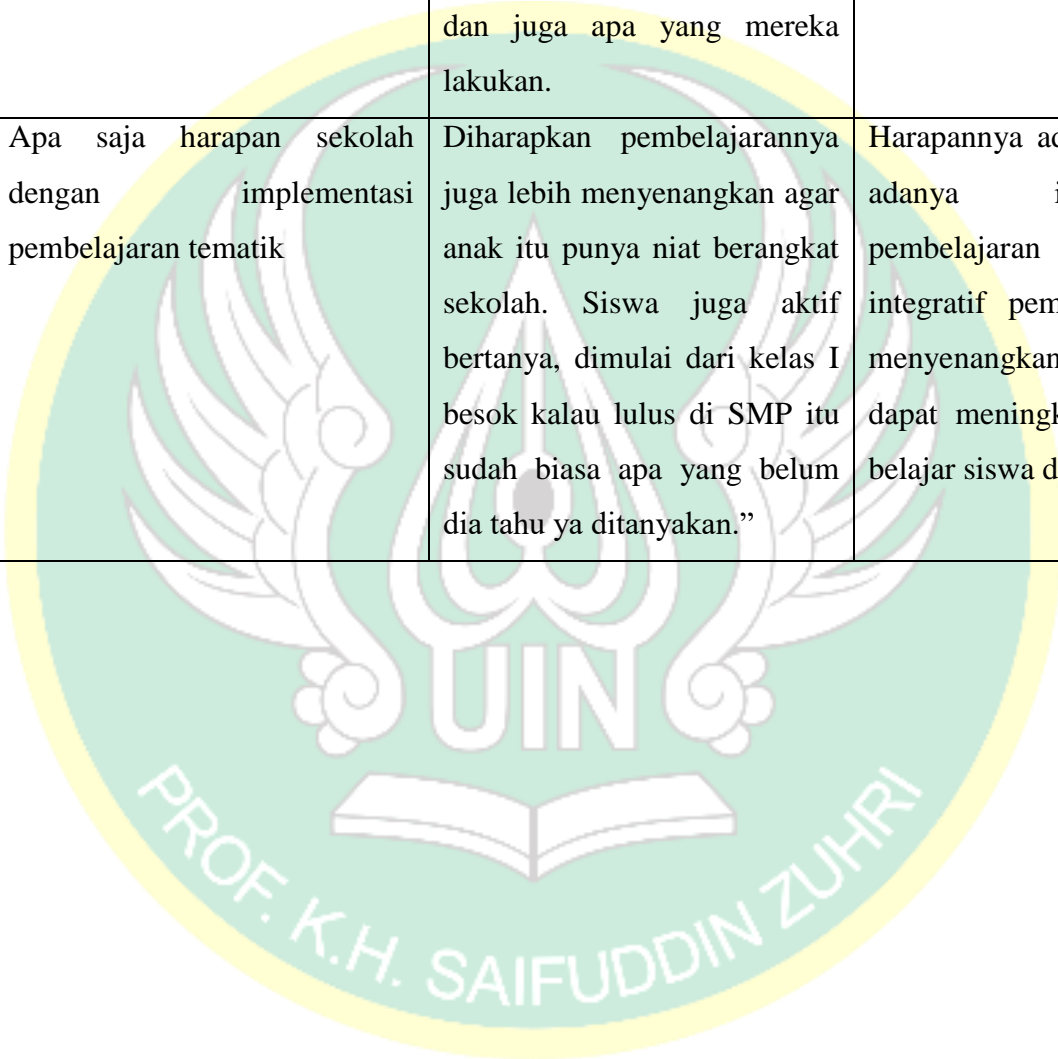 dan juga apa yang mereka
lakukan.
Apa saja harapan sekolah
dengan implementasi
pembelajaran tematik
Diharapkan pembelajarannya
juga lebih menyenangkan agar
anak itu punya niat berangkat
sekolah. Siswa juga aktif
bertanya, dimulai dari kelas I
besok kalau lulus di SMP itu
sudah biasa apa yang belum
dia tahu ya ditanyakan.”
Harapannya
adanya
pembelajaran
integratif
menyenangkan
dapat
belajar siswa
UIN
PROF. K.H. SAIFUDDIN ZUHRI